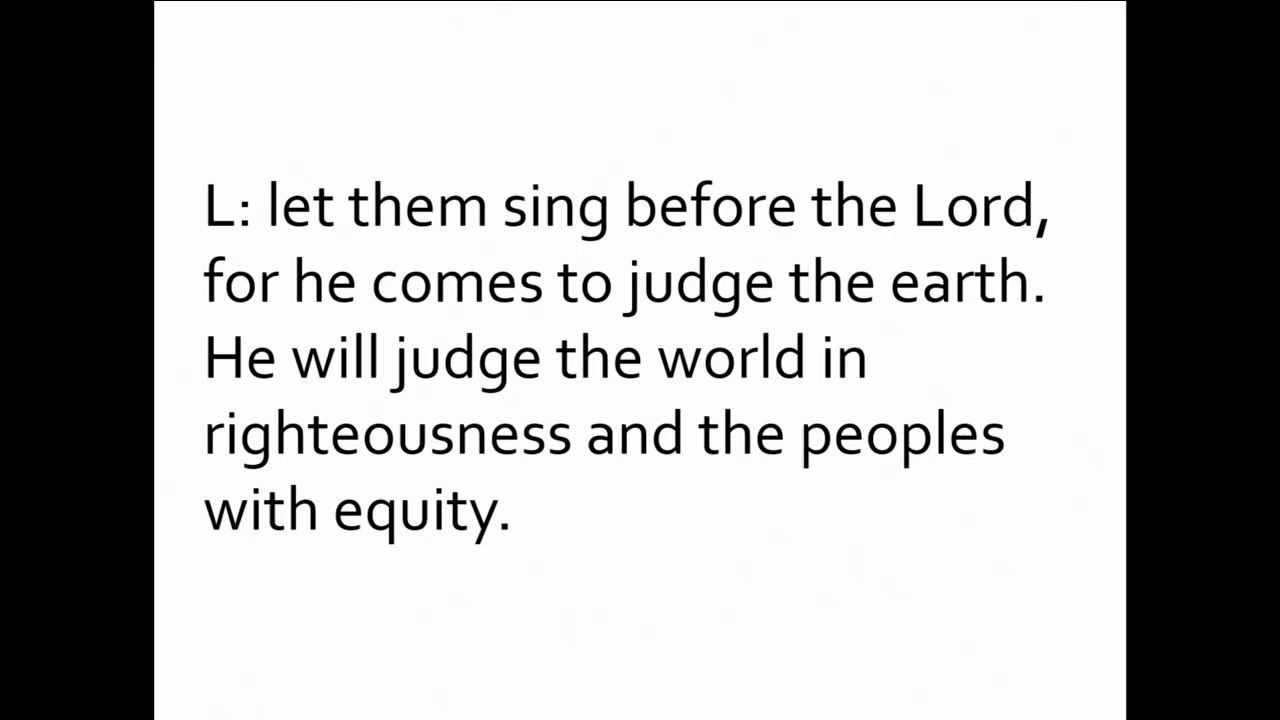 L: let them sing before the Lord,
for he comes to judge the earth.
He will judge the world in
righteousness and the peoples
with equity.